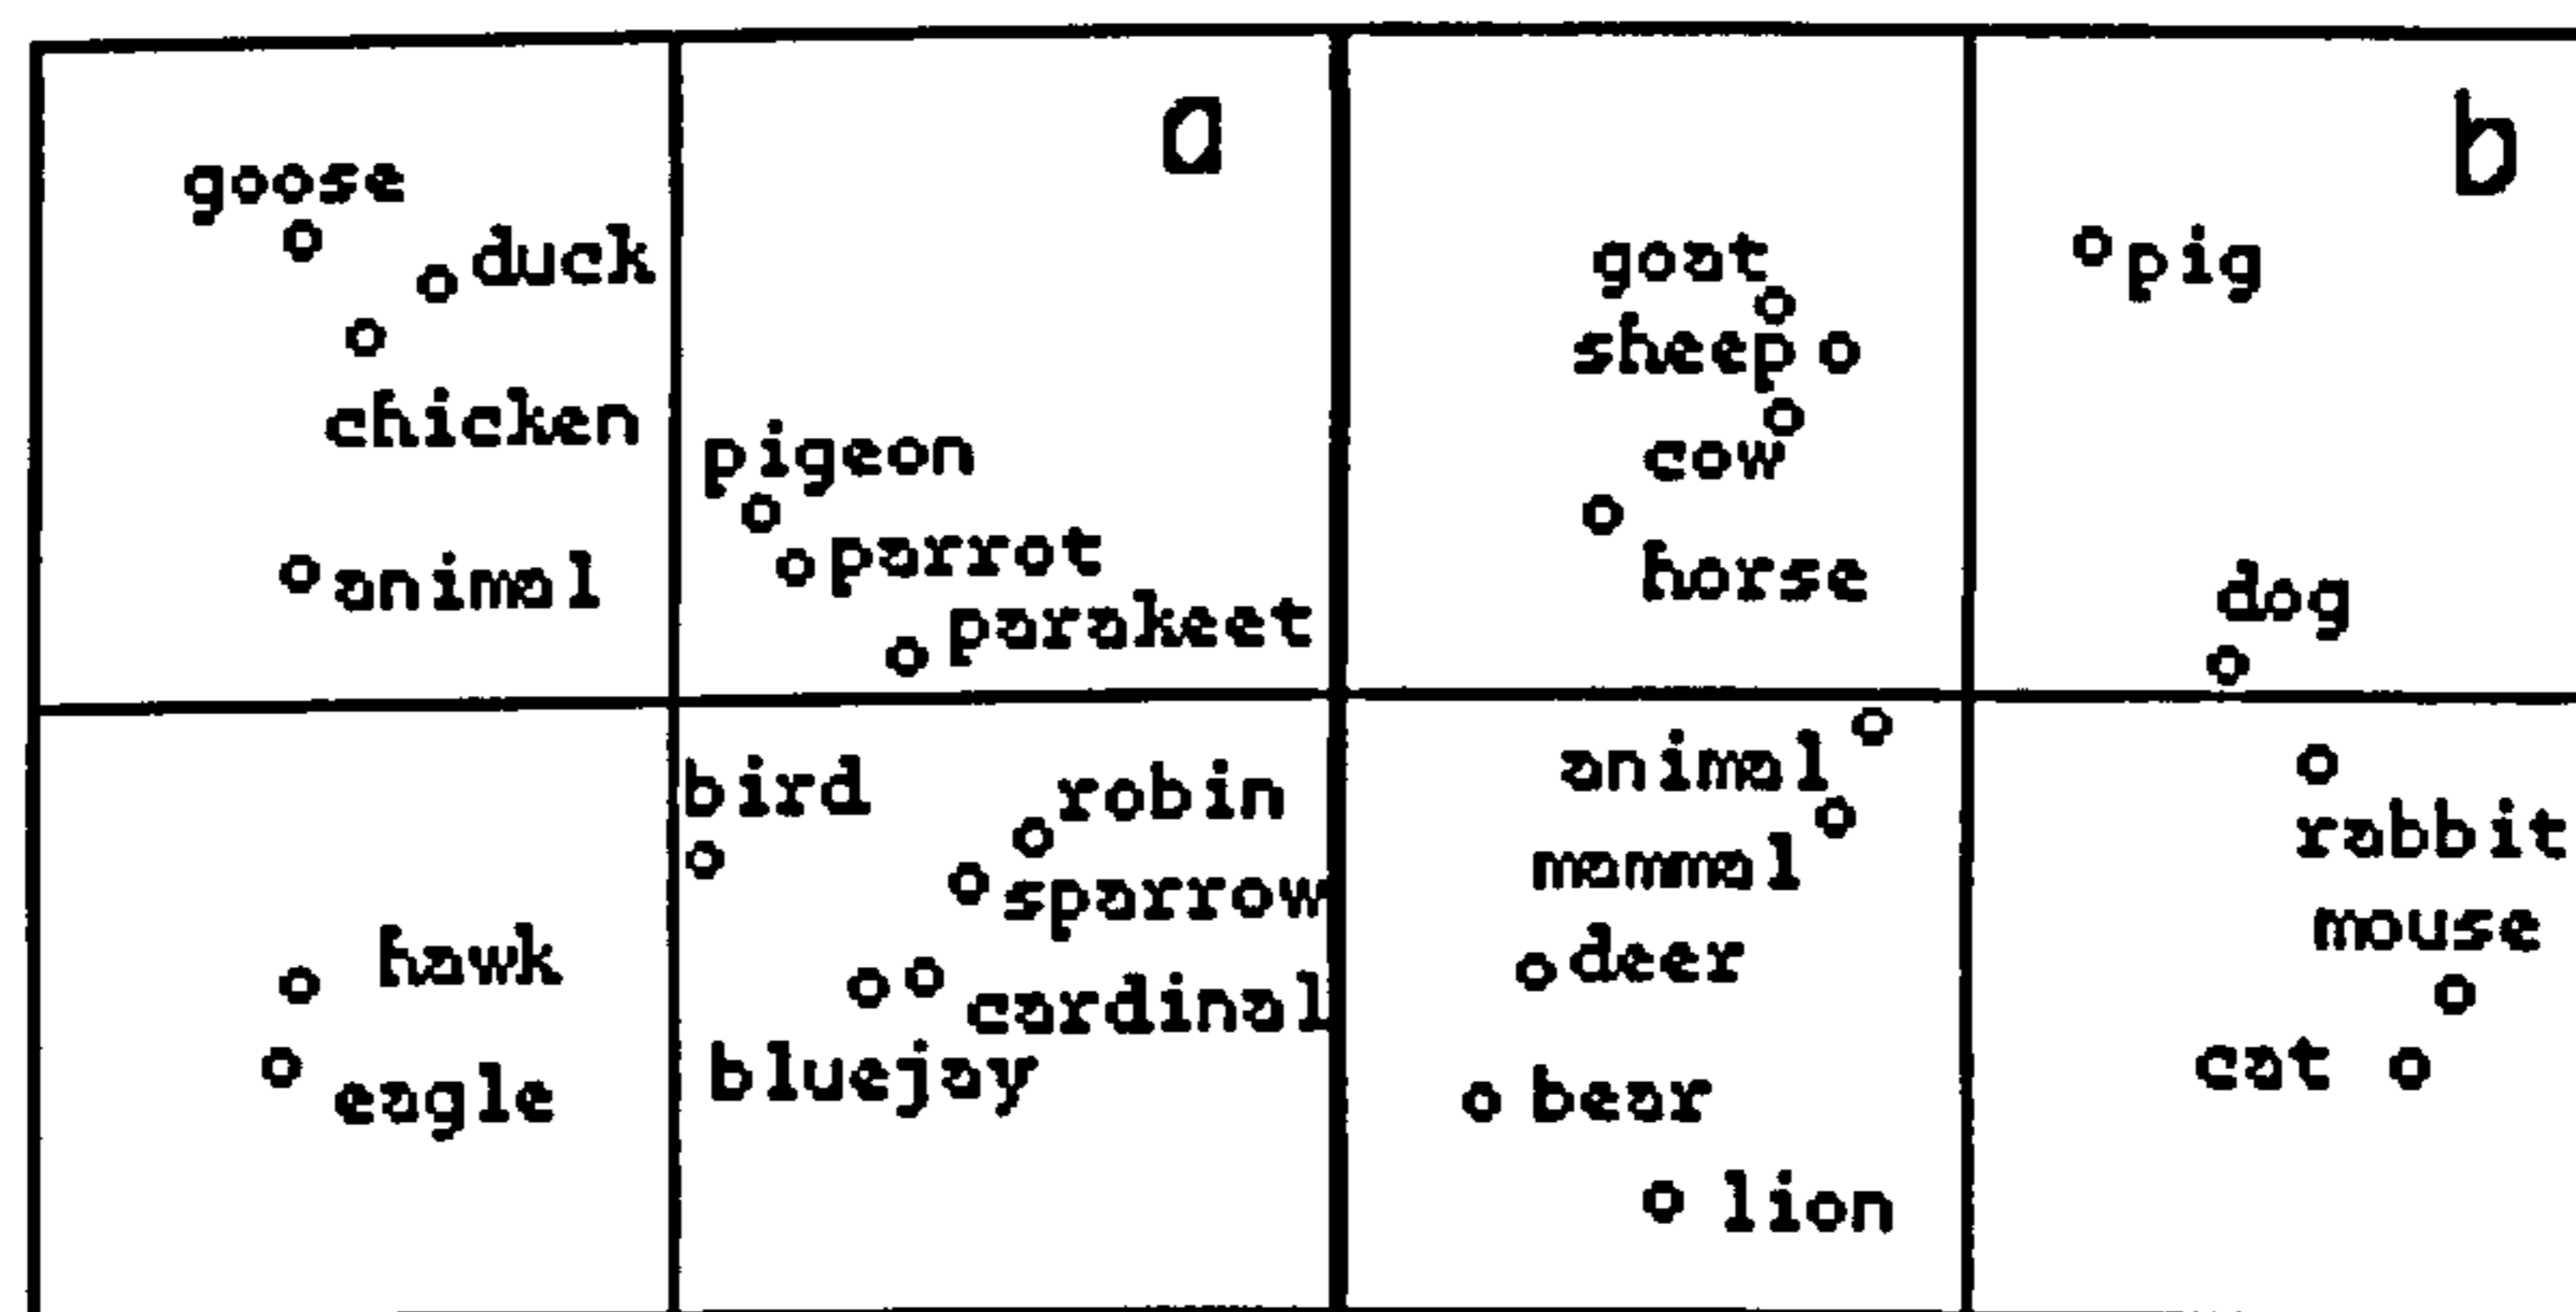 a
goose
duck
chicken
pigeon
animal
parrot
parakeet
bird
robin
sparrow
hawk
cardinal
eagle
bluejay
b
goat
pig
sheep
cow
horse
dog
animal
rabbit
mammal
mouse
deer
cat
bear
lion